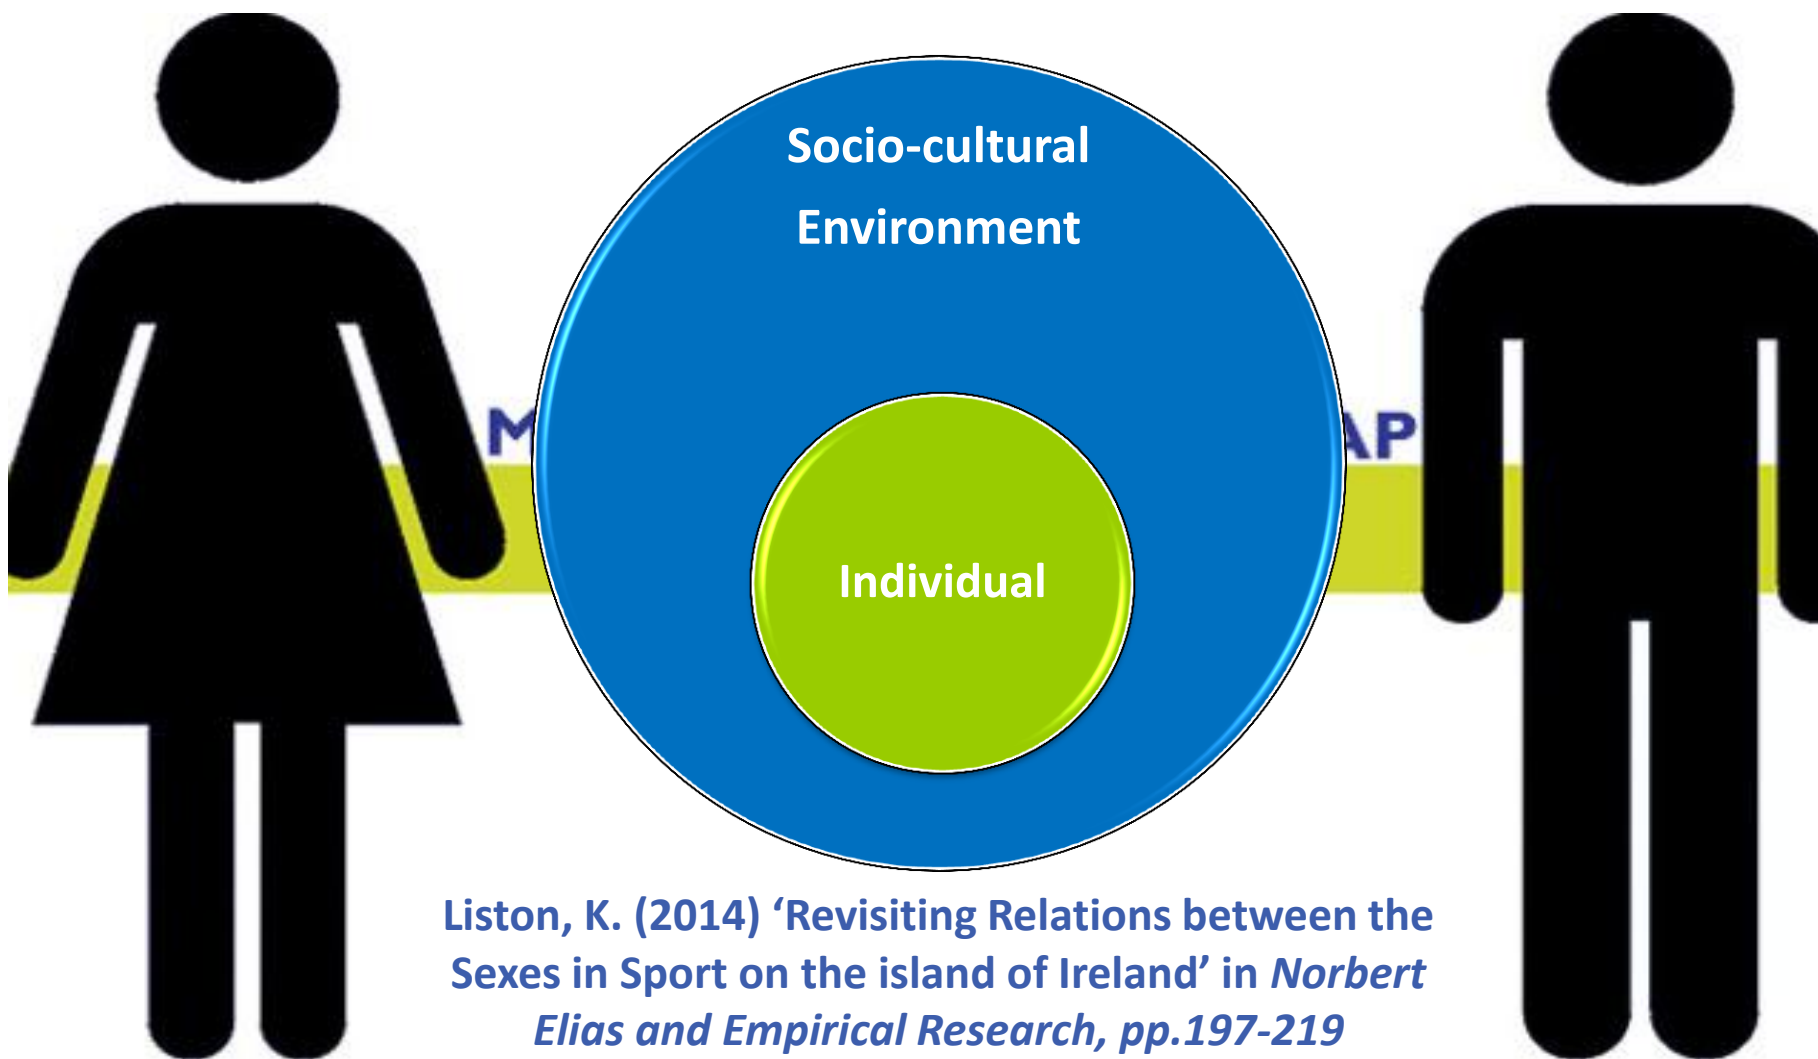 Socio-cultural
Environment
M
AP
Individual
Liston, K. (2014) ‘Revisiting Relations between the
Sexes in Sport on the island of Ireland’ in Norbert
Elias and Empirical Research, pp.197-219